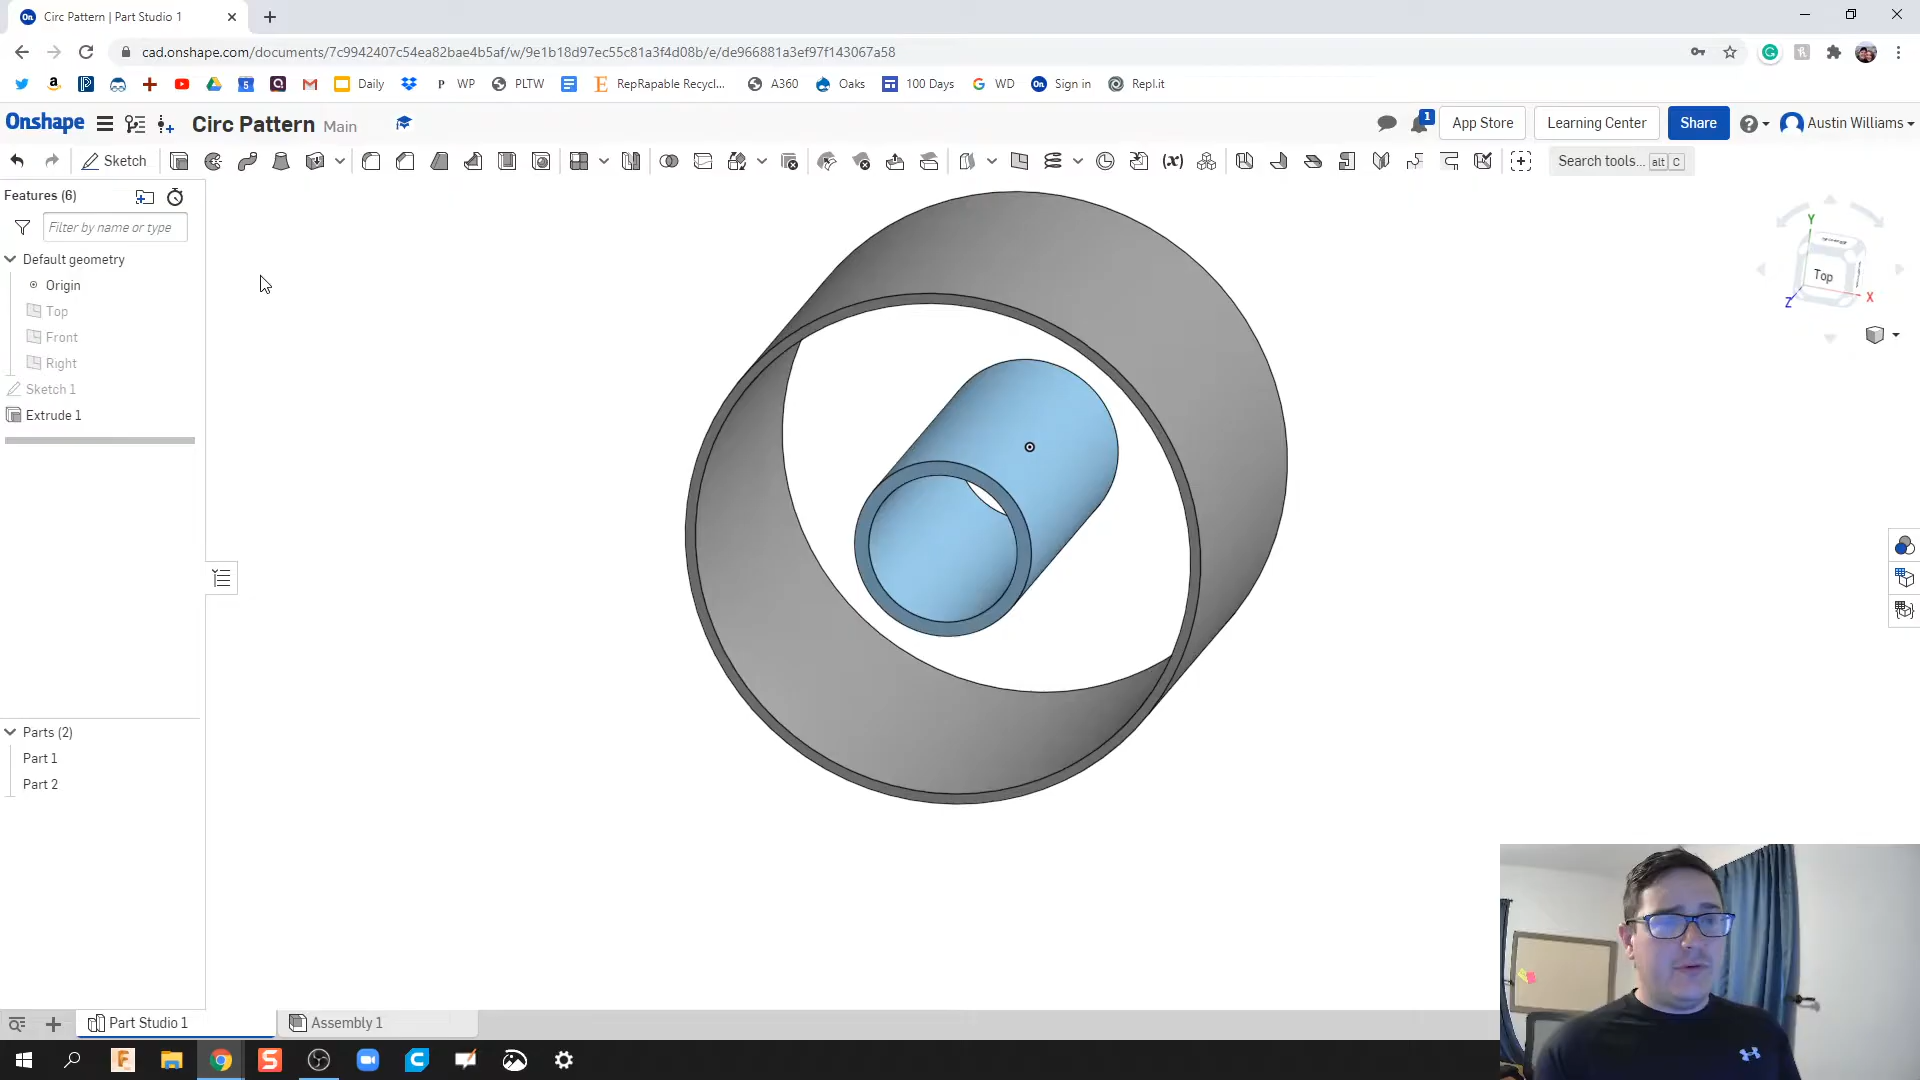 Circ Pattern | Part Studio 1
cad.onshape.com/documents/7c9942407c54ea82bae4b5af/w/9e1b18d97ec55c81a3f4d08b/e/de966881a3ef97f143067a58
Daily
P WP
PLTW
RepRapable Recycl...
A360
Oaks
100 Days
WD
Sign in
Repl.it
Onshape
Circ Pattern Main
1
App Store
Learning Center
Share
Austin Williams
Sketch
Search tools... alt C
Features (6)
Filter by name or type
Default geometry
Origin
Top
Front
Right
Sketch 1
Extrude 1
Y
Top
X
Z
Parts (2)
Part 1
Part 2
Part Studio 1
Assembly 1